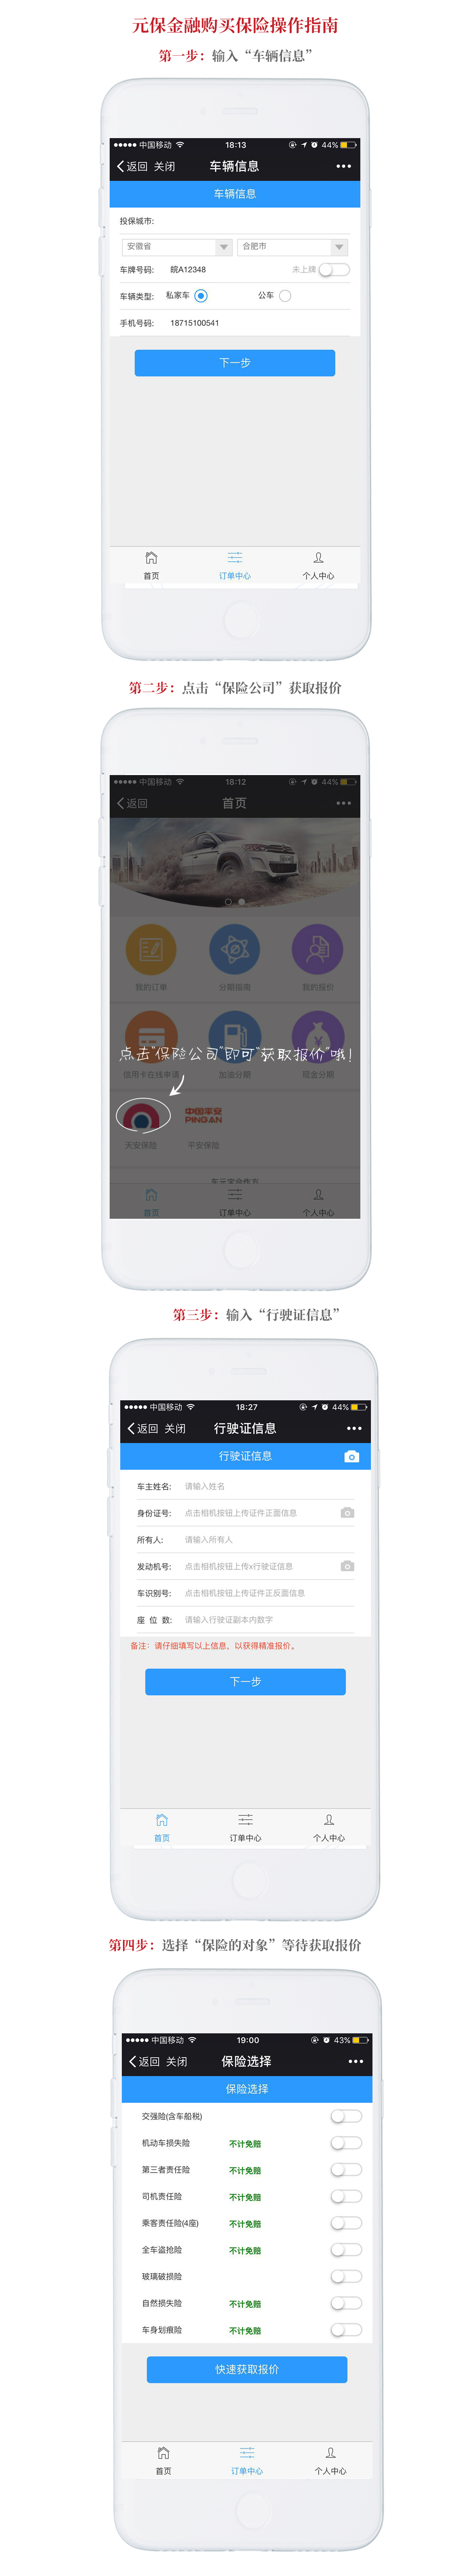 元保金融购买保险操作指南
第一步：输入“车辆信息”
中国移动 18:13 44%
返回 关闭 车辆信息
车辆信息
投保城市:
安徽省 合肥市
车牌号码: 皖A12348 未上牌
车辆类型: 私家车 公车
手机号码: 18715100541
下一步
首页 订单中心 个人中心
第二步：点击“保险公司”获取报价
中国移动 18:12 44%
返回 首页
我的订单 分期指南 我的报价
点击“保险公司”即可“获取报价”哦！
信用卡在线申请 加油分期 现金分期
中国平安
PINGAN
天安保险 平安保险
车元宝合作方
首页 订单中心 个人中心
第三步：输入“行驶证信息”
中国移动 18:27 44%
返回 关闭 行驶证信息
行驶证信息
车主姓名: 请输入姓名
身份证号: 点击相机按钮上传证件正面信息
所有人: 请输入所有人
发动机号: 点击相机按钮上传x行驶证信息
车识别号: 点击相机按钮上传证件正反面信息
座 位 数: 请输入行驶证副本内数字
备注：请仔细填写以上信息，以获得精准报价。
下一步
首页 订单中心 个人中心
第四步：选择“保险的对象”等待获取报价
中国移动 19:00 43%
返回 关闭 保险选择
保险选择
交强险(含车船税)
机动车损失险 不计免赔
第三者责任险 不计免赔
司机责任险 不计免赔
乘客责任险(4座) 不计免赔
全车盗抢险 不计免赔
玻璃破损险
自然损失险 不计免赔
车身划痕险 不计免赔
快速获取报价
首页 订单中心 个人中心